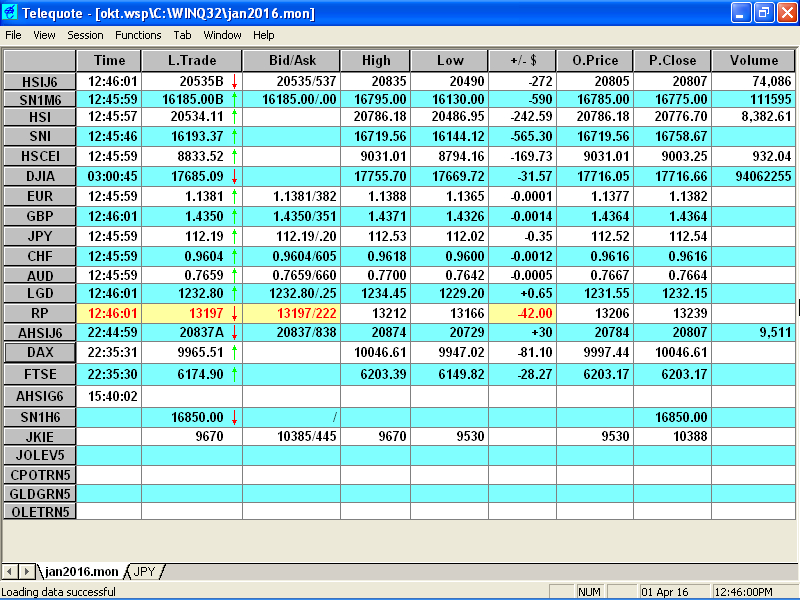 Telequote - [okt.wsp\C:\WINQ32\jan2016.mon]
File View Session Functions Tab Window Help
Time L.Trade Bid/Ask High Low +/- $ O.Price P.Close Volume
HSIJ6 12:46:01 20535B ↓ 20535/537 20835 20490 -272 20805 20807 74,086
SN1M6 12:45:59 16185.00B ↑ 16185.00/.00 16795.00 16130.00 -590 16785.00 16775.00 111595
HSI 12:45:57 20534.11 ↑ 20786.18 20486.95 -242.59 20786.18 20776.70 8,382.61
SNI 12:45:46 16193.37 ↑ 16719.56 16144.12 -565.30 16719.56 16758.67
HSCEI 12:45:59 8833.52 ↑ 9031.01 8794.16 -169.73 9031.01 9003.25 932.04
DJIA 03:00:45 17685.09 ↓ 17755.70 17669.72 -31.57 17716.05 17716.66 94062255
EUR 12:45:59 1.1381 ↑ 1.1381/382 1.1388 1.1365 -0.0001 1.1377 1.1382
GBP 12:46:01 1.4350 ↑ 1.4350/351 1.4371 1.4326 -0.0014 1.4364 1.4364
JPY 12:45:59 112.19 ↑ 112.19/.20 112.53 112.02 -0.35 112.52 112.54
CHF 12:45:59 0.9604 ↑ 0.9604/605 0.9618 0.9600 -0.0012 0.9616 0.9616
AUD 12:45:59 0.7659 ↑ 0.7659/660 0.7700 0.7642 -0.0005 0.7667 0.7664
LGD 12:46:01 1232.80 ↑ 1232.80/.25 1234.45 1229.20 +0.65 1231.55 1232.15
RP 12:46:01 13197 ↓ 13197/222 13212 13166 -42.00 13206 13239
AHSIJ6 22:44:59 20837A ↓ 20837/838 20874 20729 +30 20784 20807 9,511
DAX 22:35:31 9965.51 ↑ 10046.61 9947.02 -81.10 9997.44 10046.61
FTSE 22:35:30 6174.90 ↑ 6203.39 6149.82 -28.27 6203.17 6203.17
AHSIG6 15:40:02
SN1H6 16850.00 ↓ / 16850.00
JKIE 9670 10385/445 9670 9530 9530 10388
JOLEV5
CPOTRN5
GLDGRN5
OLETRN5
jan2016.mon JPY
Loading data successful NUM 01 Apr 16 12:46:00PM